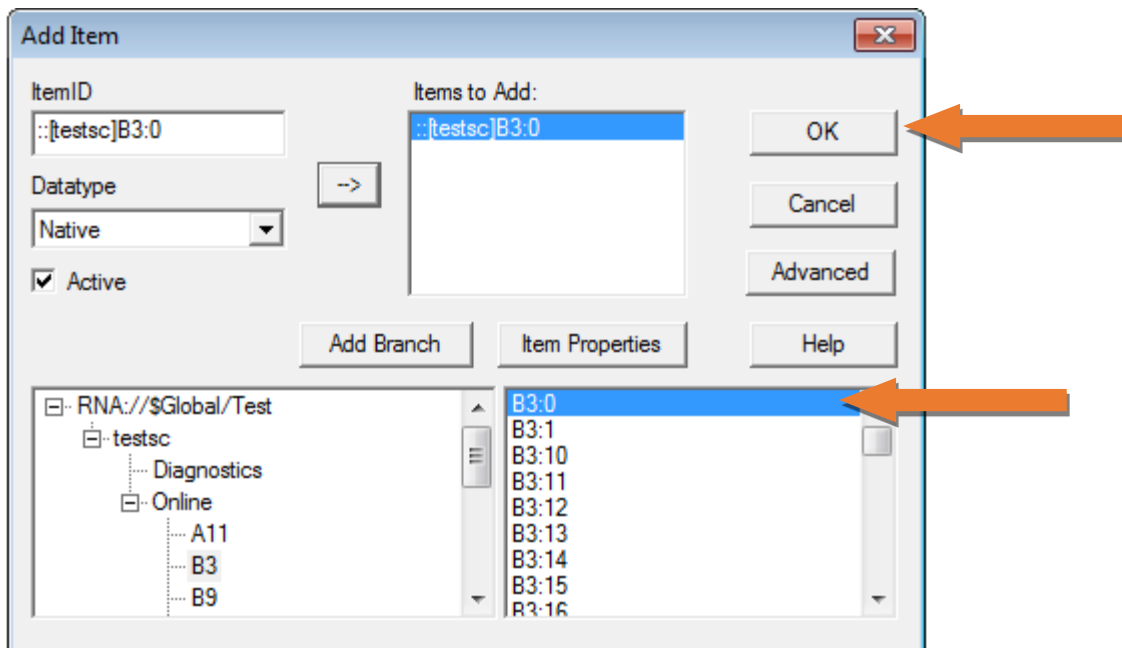 Add Item
ItemID
Items to Add:
::[testsc]B3:0
::[testsc]B3:0
OK
Datatype
-->
Cancel
Native
Active
Advanced
Add Branch
Item Properties
Help
RNA://$Global/Test
testsc
Diagnostics
Online
A11
B3
B9
B3:0
B3:1
B3:10
B3:11
B3:12
B3:13
B3:14
B3:15
B3:16